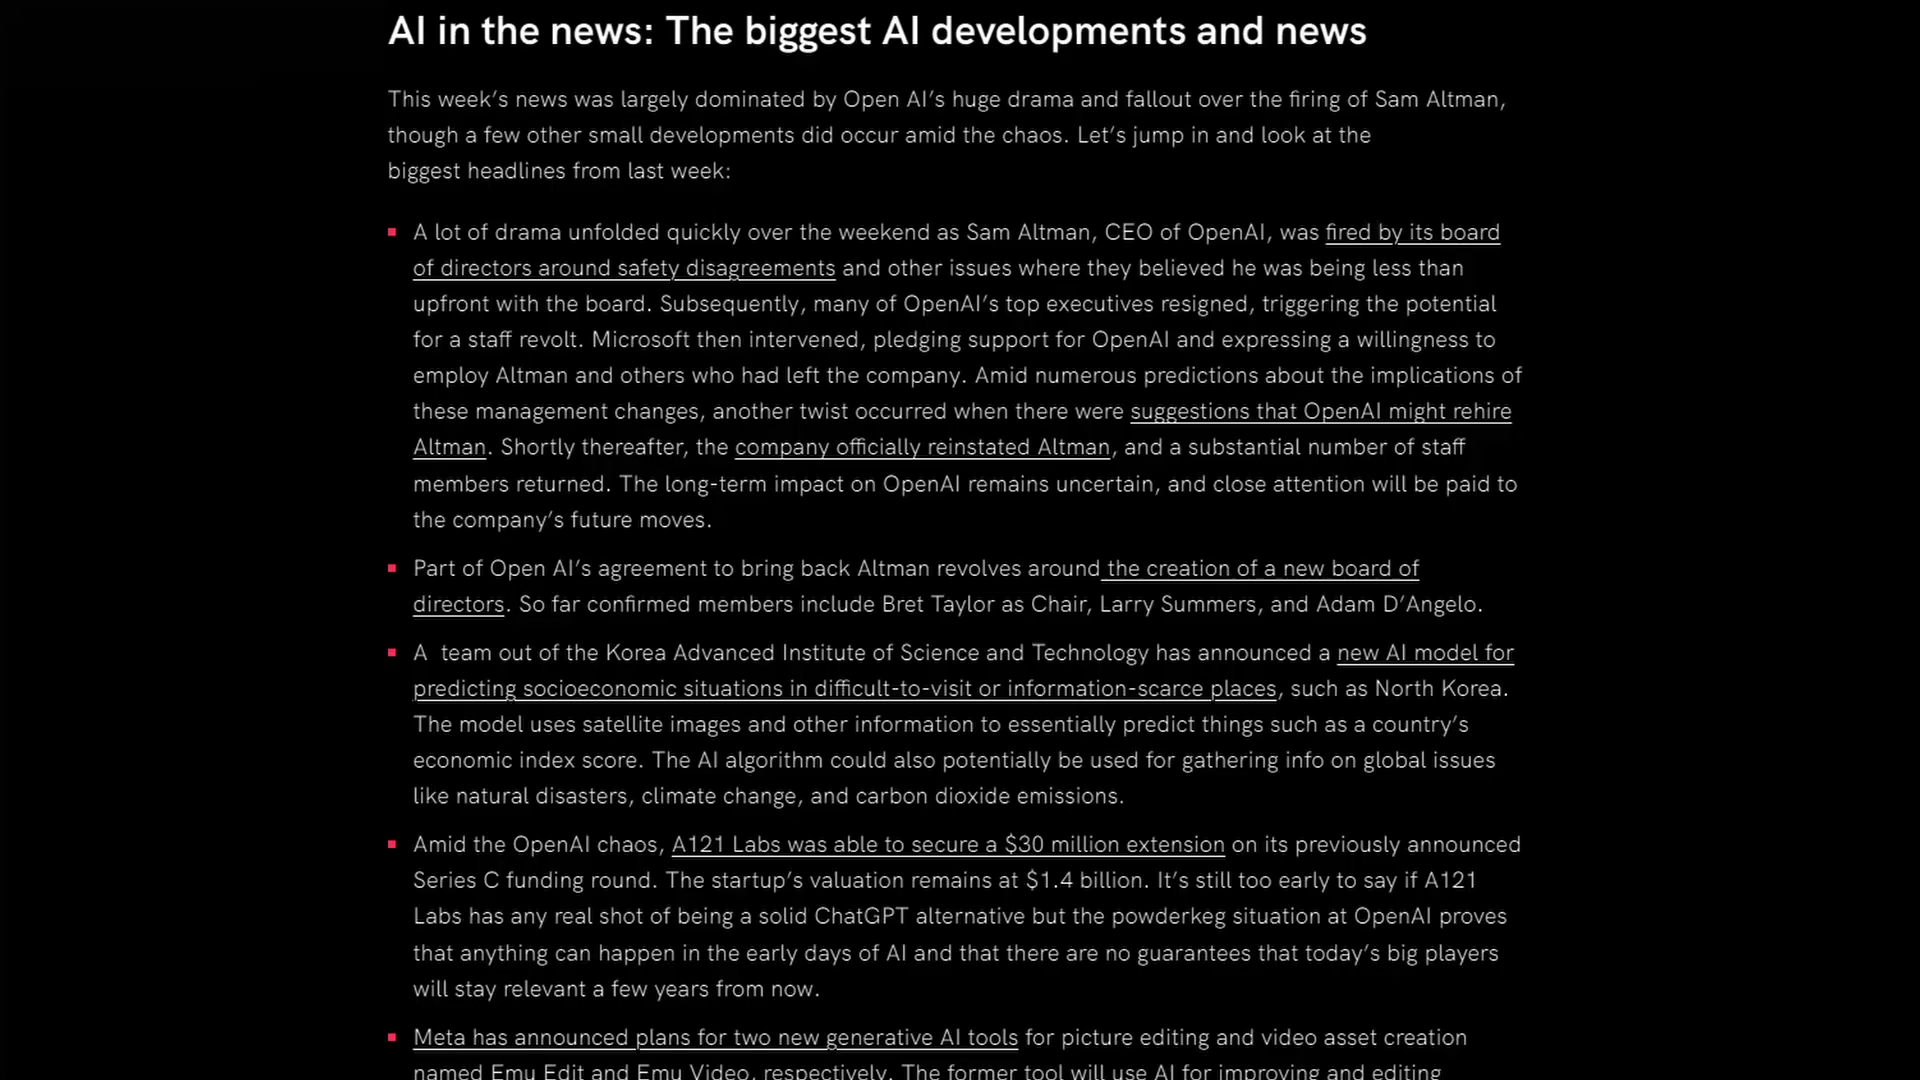 AI in the news: The biggest AI developments and news
This week’s news was largely dominated by Open AI’s huge drama and fallout over the firing of Sam Altman,
though a few other small developments did occur amid the chaos. Let’s jump in and look at the
biggest headlines from last week:
A lot of drama unfolded quickly over the weekend as Sam Altman, CEO of OpenAI, was fired by its board
of directors around safety disagreements and other issues where they believed he was being less than
upfront with the board. Subsequently, many of OpenAI’s top executives resigned, triggering the potential
for a staff revolt. Microsoft then intervened, pledging support for OpenAI and expressing a willingness to
employ Altman and others who had left the company. Amid numerous predictions about the implications of
these management changes, another twist occurred when there were suggestions that OpenAI might rehire
Altman. Shortly thereafter, the company officially reinstated Altman, and a substantial number of staff
members returned. The long-term impact on OpenAI remains uncertain, and close attention will be paid to
the company’s future moves.
Part of Open AI’s agreement to bring back Altman revolves around the creation of a new board of
directors. So far confirmed members include Bret Taylor as Chair, Larry Summers, and Adam D’Angelo.
A  team out of the Korea Advanced Institute of Science and Technology has announced a new AI model for
predicting socioeconomic situations in difficult-to-visit or information-scarce places, such as North Korea.
The model uses satellite images and other information to essentially predict things such as a country’s
economic index score. The AI algorithm could also potentially be used for gathering info on global issues
like natural disasters, climate change, and carbon dioxide emissions.
Amid the OpenAI chaos, A121 Labs was able to secure a $30 million extension on its previously announced
Series C funding round. The startup’s valuation remains at $1.4 billion. It’s still too early to say if A121
Labs has any real shot of being a solid ChatGPT alternative but the powderkeg situation at OpenAI proves
that anything can happen in the early days of AI and that there are no guarantees that today’s big players
will stay relevant a few years from now.
Meta has announced plans for two new generative AI tools for picture editing and video asset creation
named Emu Edit and Emu Video, respectively. The former tool will use AI for improving and editing